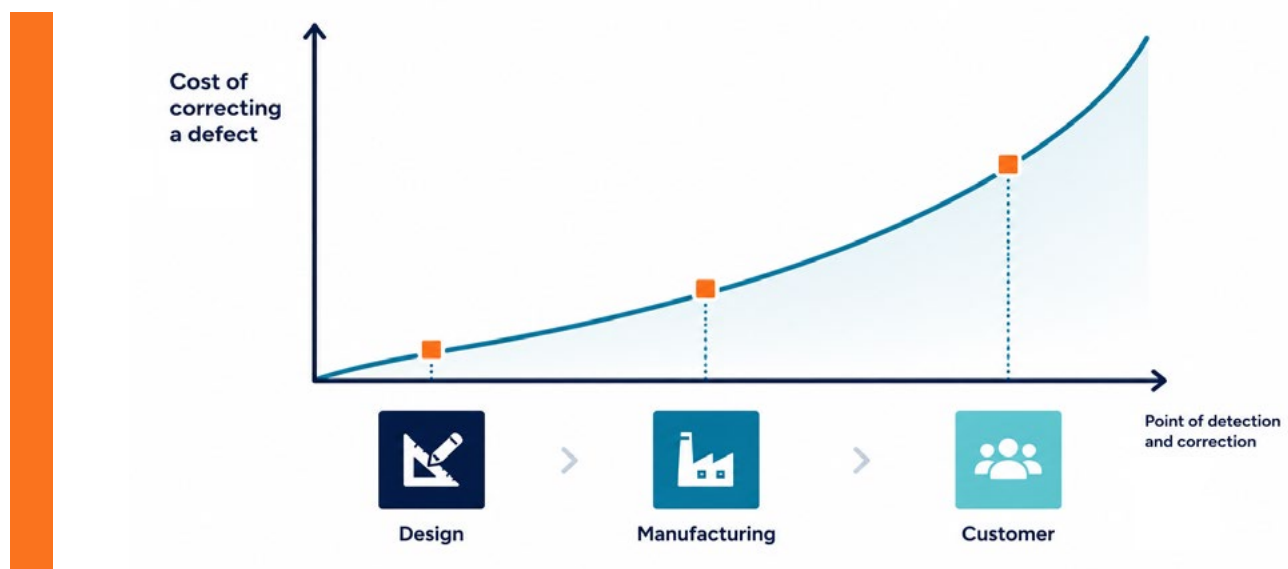 Cost of
correcting
a defect
Point of detection
and correction
Design
Manufacturing
Customer